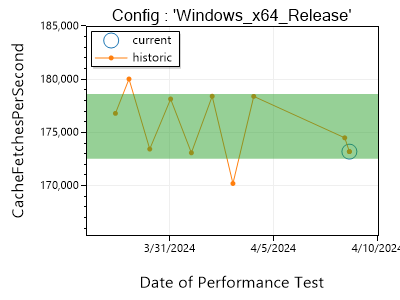 Config : 'Windows_x64_Release'
current
historic
185,000
180,000
175,000
170,000
CacheFetchesPerSecond
3/31/2024
4/5/2024
4/10/2024
Date of Performance Test